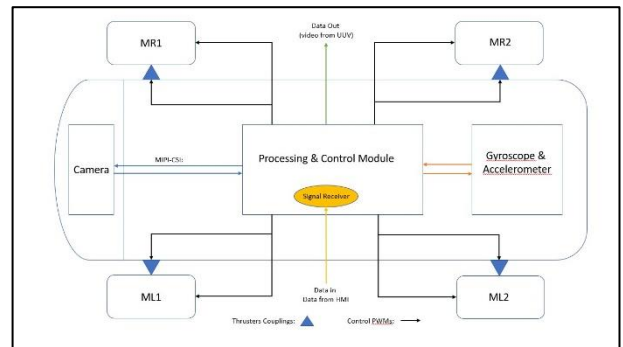 Data Out
(video from UUV)
MR1
MR2
Camera
MIPI-CSI:
Processing & Control Module
Gyroscope &
Accelerometer
Signal Receiver
ML1
Data In
Data from HMI
ML2
Thrusters Couplings:
Control PWMs: